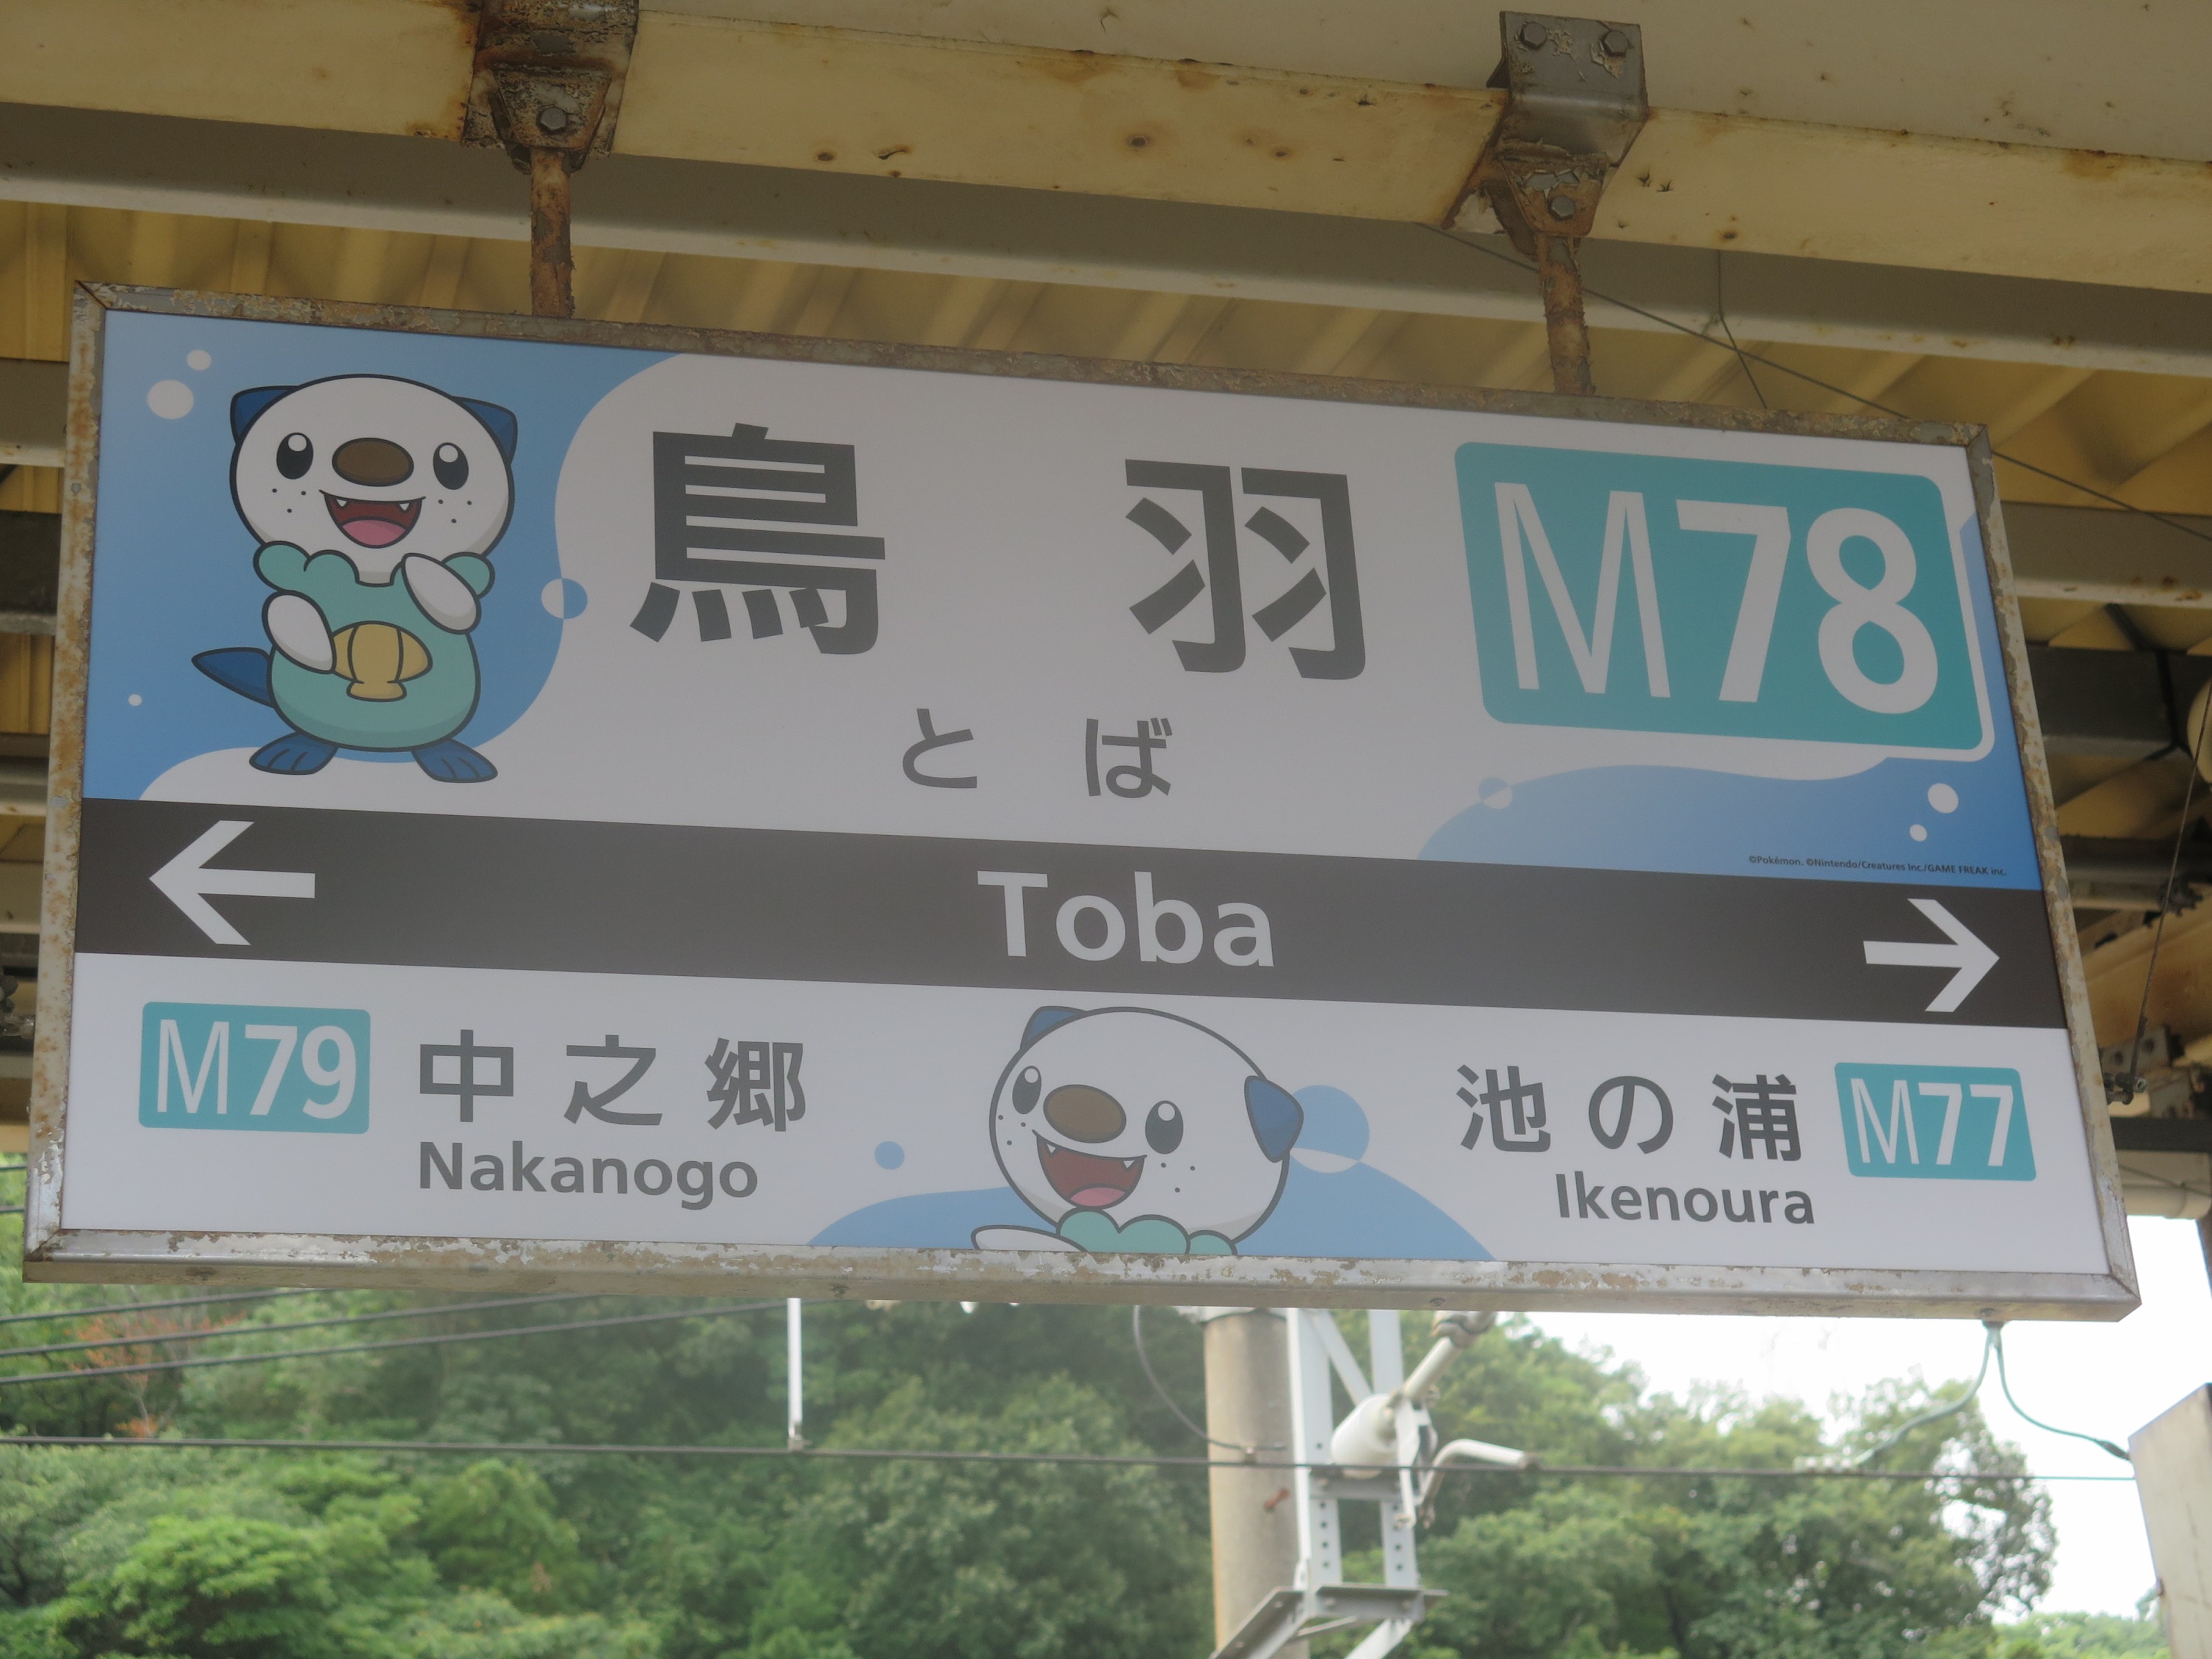 鳥羽
M78
とば
©Pokémon. ©Nintendo/Creatures Inc./GAME FREAK inc.
← Toba →
M79 中之郷
Nakanogo
池の浦 M77
Ikenoura